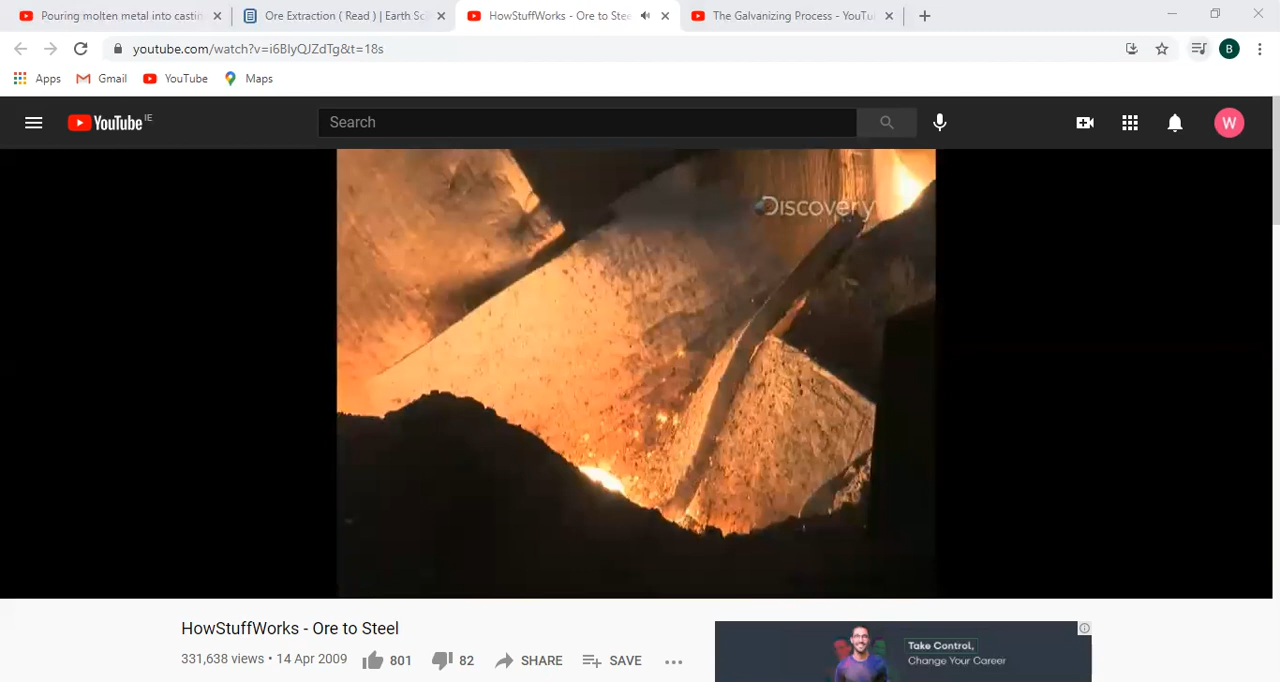 Pouring molten metal into castin
Ore Extraction ( Read ) | Earth Sci
HowStuffWorks - Ore to Stee
The Galvanizing Process - YouTu
youtube.com/watch?v=i6BIyQJZdTg&t=18s
B
Apps
Gmail
YouTube
Maps
YouTube IE
Search
W
Discovery
HowStuffWorks - Ore to Steel
331,638 views • 14 Apr 2009
801
82
SHARE
SAVE
Take Control,
Change Your Career